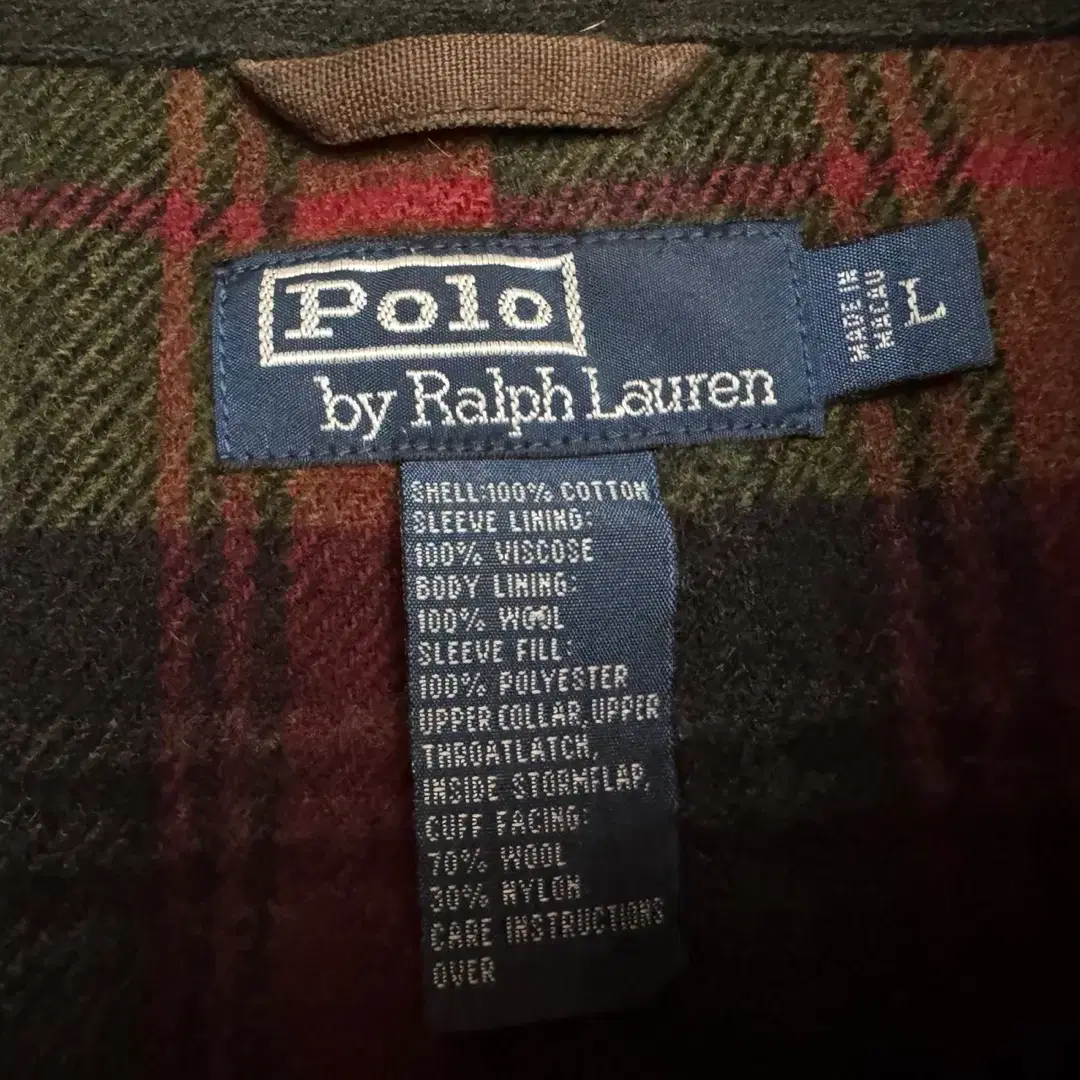 Polo
by Ralph Lauren
MADE IN
MACAU
L
SHELL:100% COTTON
SLEEVE LINING:
100% VISCOSE
BODY LINING:
100% WOOL
SLEEVE FILL:
100% POLYESTER
UPPER COLLAR, UPPER
THROATLATCH,
INSIDE STORMFLAP,
CUFF FACING:
70% WOOL
30% NYLON
CARE INSTRUCTIONS
OVER